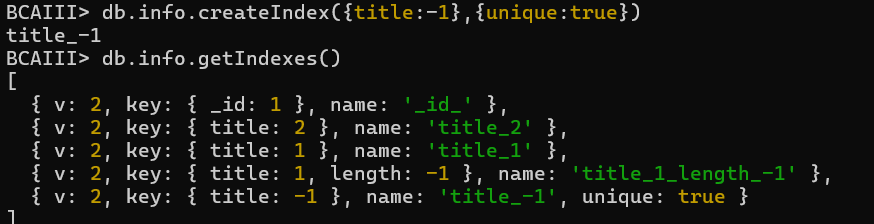 BCAIII> db.info.createIndex({title:-1},{unique:true})
title_-1
BCAIII> db.info.getIndexes()
[
  { v: 2, key: { _id: 1 }, name: '_id_' },
  { v: 2, key: { title: 2 }, name: 'title_2' },
  { v: 2, key: { title: 1 }, name: 'title_1' },
  { v: 2, key: { title: 1, length: -1 }, name: 'title_1_length_-1' },
  { v: 2, key: { title: -1 }, name: 'title_-1', unique: true }
]